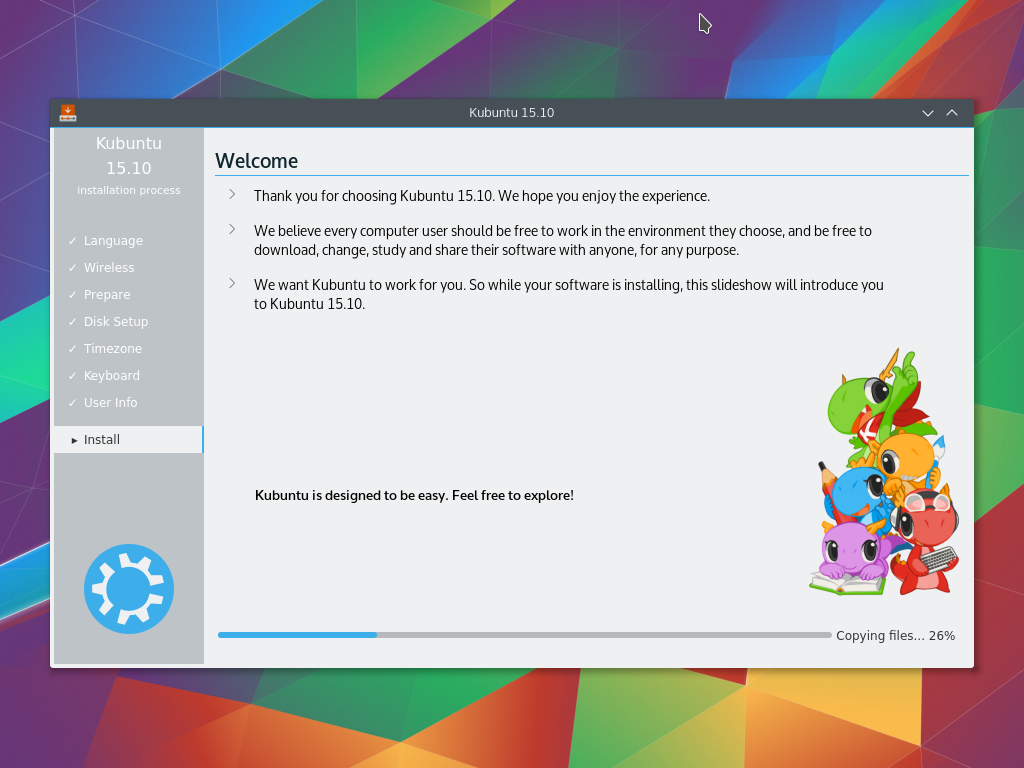 Kubuntu 15.10
Kubuntu
15.10
installation process
✓ Language
✓ Wireless
✓ Prepare
✓ Disk Setup
✓ Timezone
✓ Keyboard
✓ User Info
▸ Install
Welcome
Thank you for choosing Kubuntu 15.10. We hope you enjoy the experience.
We believe every computer user should be free to work in the environment they choose, and be free to
download, change, study and share their software with anyone, for any purpose.
We want Kubuntu to work for you. So while your software is installing, this slideshow will introduce you
to Kubuntu 15.10.
Kubuntu is designed to be easy. Feel free to explore!
Copying files... 26%